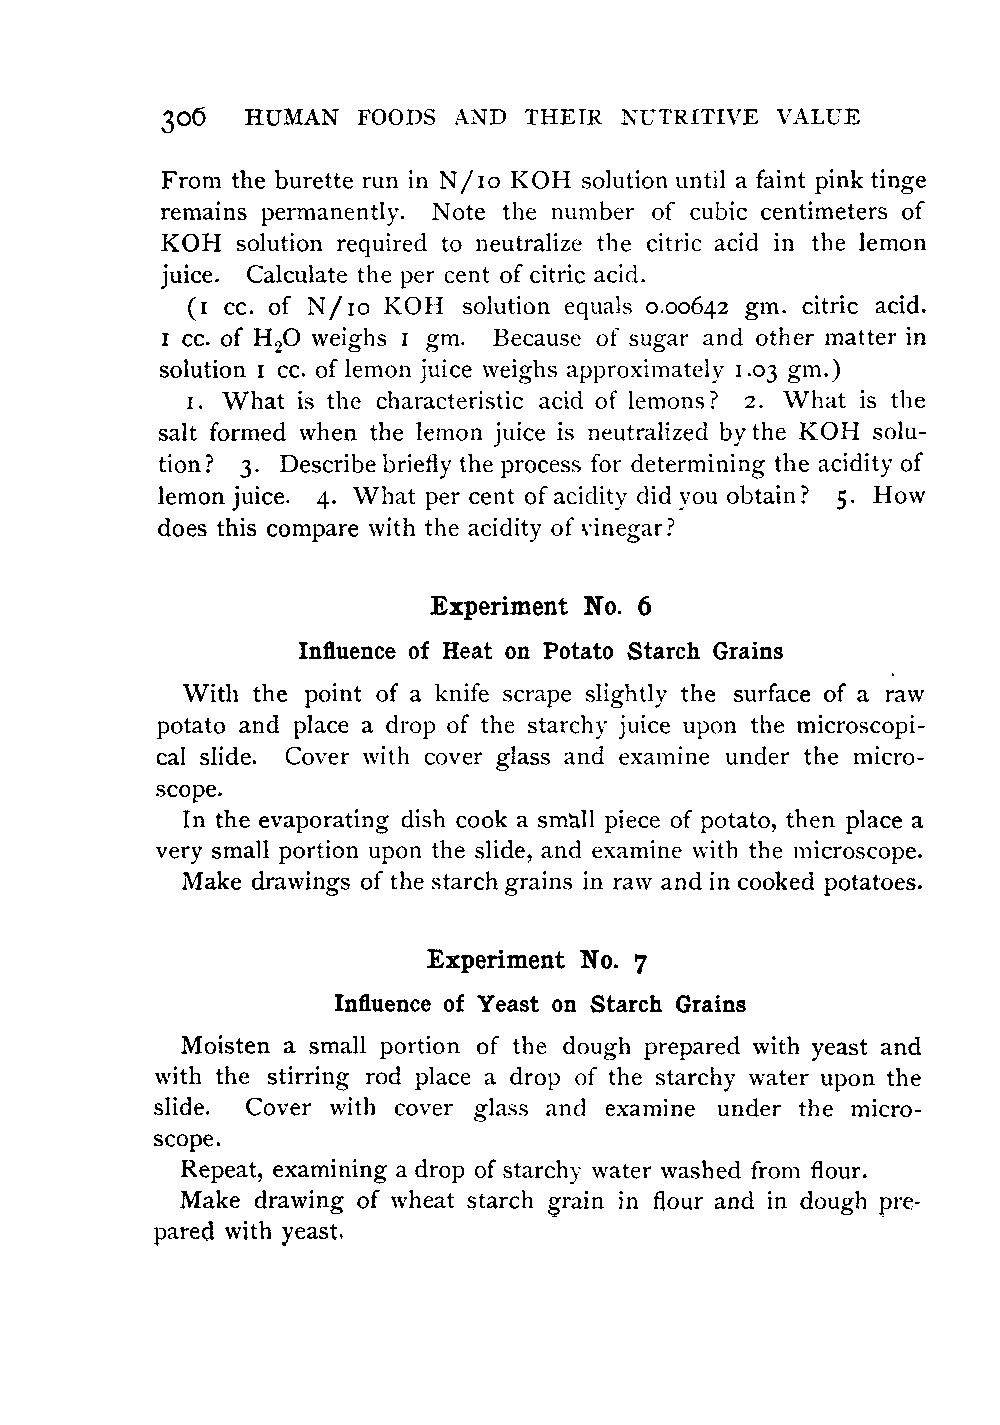 306 HUMAN FOODS AND THEIR NUTRITIVE VALUE
From the burette run in N/10 KOH solution until a faint pink tinge
remains permanently. Note the number of cubic centimeters of
KOH solution required to neutralize the citric acid in the lemon
juice. Calculate the per cent of citric acid.
(1 cc. of N/10 KOH solution equals 0.00642 gm. citric acid.
1 cc. of H₂O weighs 1 gm. Because of sugar and other matter in
solution 1 cc. of lemon juice weighs approximately 1.03 gm.)
1. What is the characteristic acid of lemons? 2. What is the
salt formed when the lemon juice is neutralized by the KOH solu-
tion? 3. Describe briefly the process for determining the acidity of
lemon juice. 4. What per cent of acidity did you obtain? 5. How
does this compare with the acidity of vinegar?
Experiment No. 6
Influence of Heat on Potato Starch Grains
With the point of a knife scrape slightly the surface of a raw
potato and place a drop of the starchy juice upon the microscopi-
cal slide. Cover with cover glass and examine under the micro-
scope.
In the evaporating dish cook a small piece of potato, then place a
very small portion upon the slide, and examine with the microscope.
Make drawings of the starch grains in raw and in cooked potatoes.
Experiment No. 7
Influence of Yeast on Starch Grains
Moisten a small portion of the dough prepared with yeast and
with the stirring rod place a drop of the starchy water upon the
slide. Cover with cover glass and examine under the micro-
scope.
Repeat, examining a drop of starchy water washed from flour.
Make drawing of wheat starch grain in flour and in dough pre-
pared with yeast.